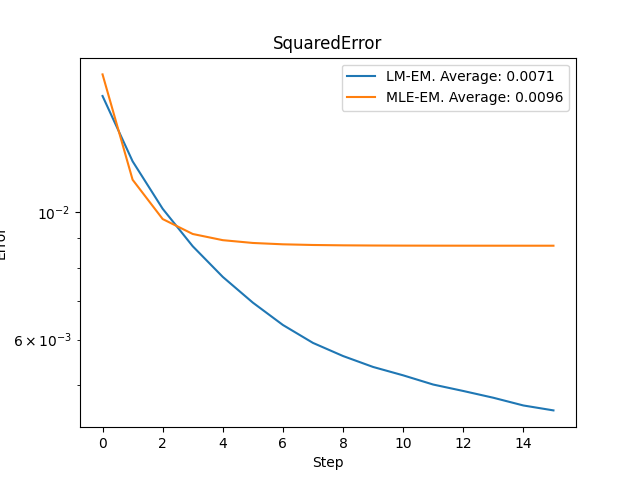 SquaredError
LM-EM. Average: 0.0071
MLE-EM. Average: 0.0096
Error
10⁻²
6 × 10⁻³
0 2 4 6 8 10 12 14
Step